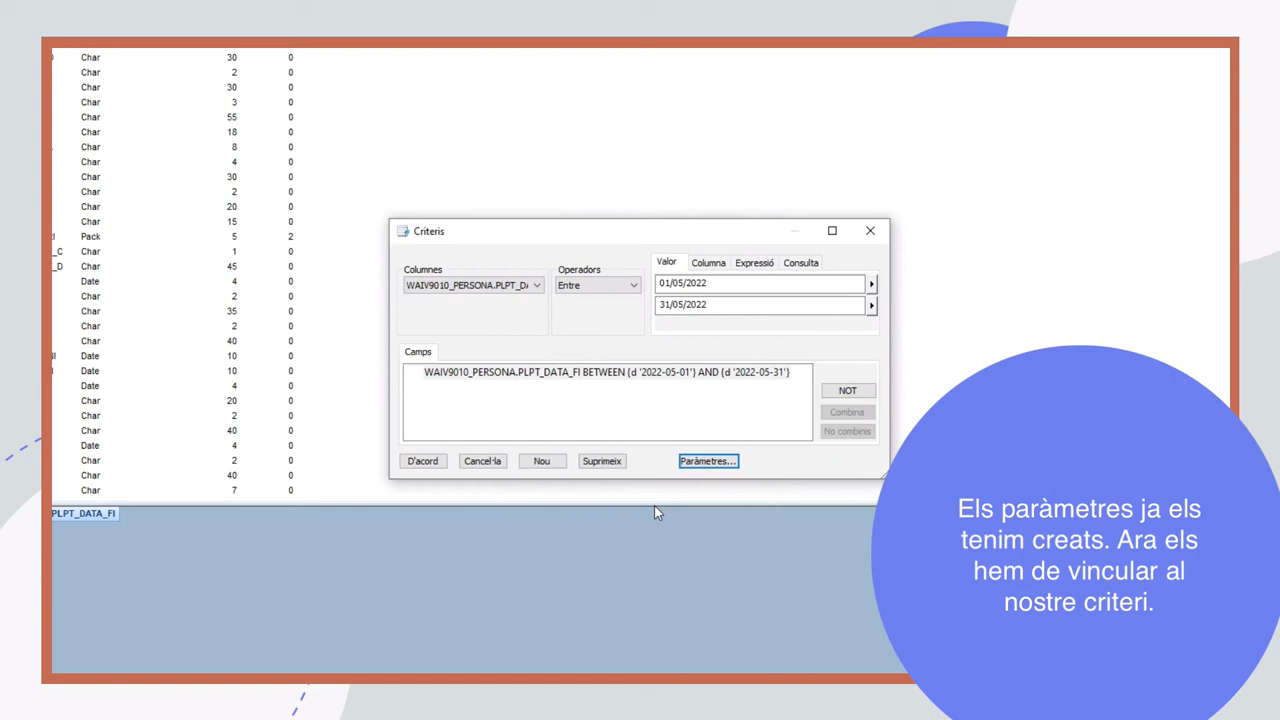 Char 30 0
Char 2 0
Char 30 0
Char 3 0
Char 55 0
Char 18 0
Char 8 0
Char 4 0
Char 30 0
Char 2 0
Char 20 0
Char 15 0
Pack 5 2
_C Char 1 0
_D Char 45 0
Date 4 0
Char 2 0
Char 35 0
Char 2 0
Char 40 0
NI Date 10 0
I Date 10 0
Date 4 0
Char 20 0
Char 2 0
Char 40 0
Date 4 0
Char 2 0
Char 40 0
Char 7 0
PLPT_DATA_FI
Criteris
Columnes
WAIV9010_PERSONA.PLPT_DA
Operadors
Entre
Valor Columna Expressió Consulta
01/05/2022
31/05/2022
Camps
WAIV9010_PERSONA.PLPT_DATA_FI BETWEEN {d '2022-05-01'} AND {d '2022-05-31'}
NOT
Combina
No combinis
D'acord Cancel·la Nou Suprimeix Paràmetres...
Els paràmetres ja els
tenim creats. Ara els
hem de vincular al
nostre criteri.